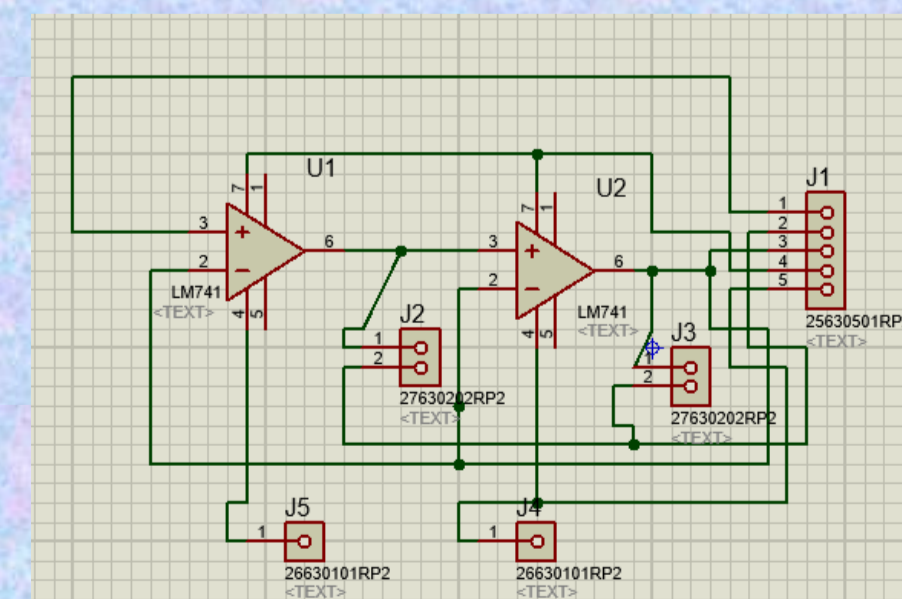 U1
7
1
3
2
6
4
5
LM741
<TEXT>
U2
7
1
3
2
6
4
5
LM741
<TEXT>
J1
1
2
3
4
5
25630501RP
<TEXT>
J2
1
2
27630202RP2
<TEXT>
J3
1
2
27630202RP2
<TEXT>
J5
1
26630101RP2
<TEXT>
J4
1
26630101RP2
<TEXT>